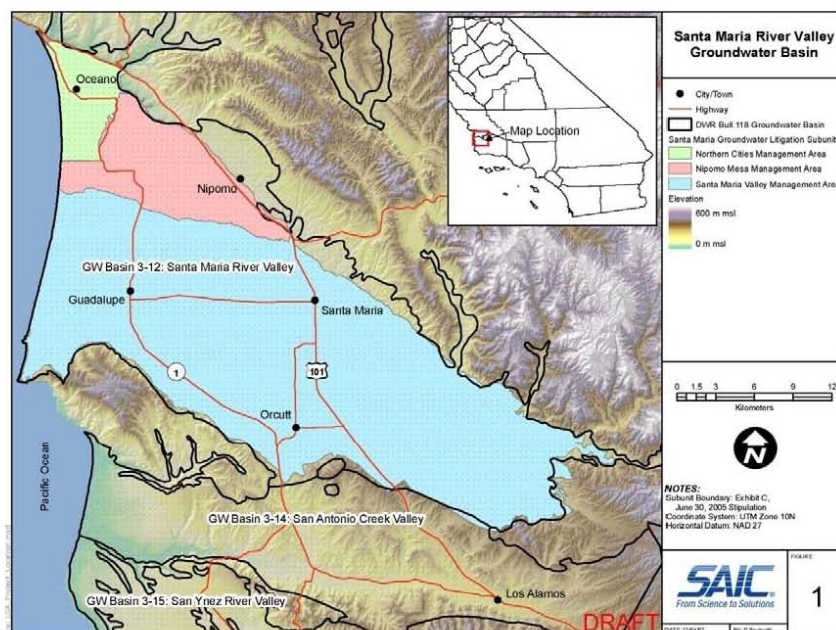 Santa Maria River Valley
Groundwater Basin
City/Town
Highway
DWR Bull.118 Groundwater Basin
Santa Maria Groundwater Litigation Subunit
Northern Cities Management Area
Nipomo Mesa Management Area
Santa Maria Valley Management Area
Elevation
600 m msl
0 m msl
Oceano
Map Location
Nipomo
GW Basin 3-12: Santa Maria River Valley
Guadalupe
Santa Maria
1
101
Orcutt
Pacific Ocean
GW Basin 3-14: San Antonio Creek Valley
GW Basin 3-15: San Ynez River Valley
Los Alamos
DRAFT
0 1.5 3 6 9 12
Kilometers
N
NOTES:
Subunit Boundary: Exhibit C,
June 30, 2005 Stipulation
Coordinate System: UTM Zone 10N
Horizontal Datum: NAD 27
SAIC
From Science to Solutions
FIGURE:
1